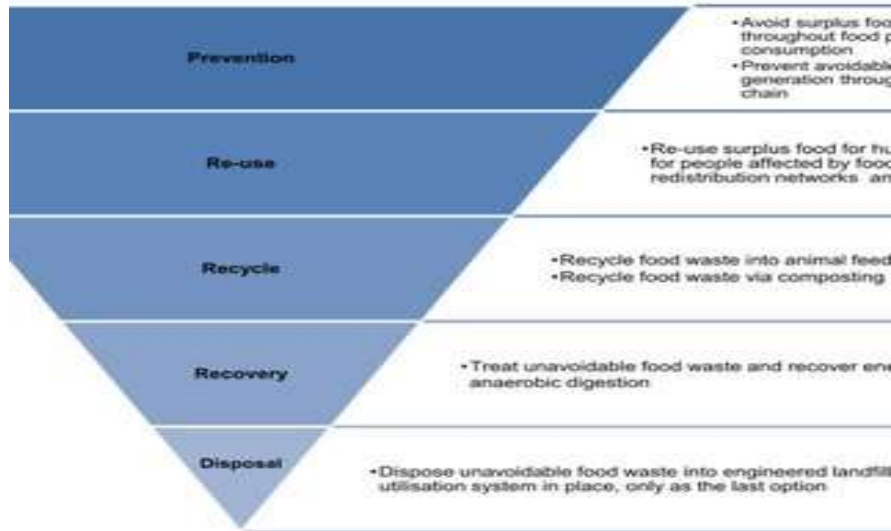 Prevention
•Avoid surplus foo
throughout food p
consumption
•Prevent avoidable
generation throug
chain
Re-use
•Re-use surplus food for hu
for people affected by food
redistribution networks an
Recycle
•Recycle food waste into animal feed
•Recycle food waste via composting
Recovery
•Treat unavoidable food waste and recover ene
anaerobic digestion
Disposal
•Dispose unavoidable food waste into engineered landfill
utilisation system in place, only as the last option